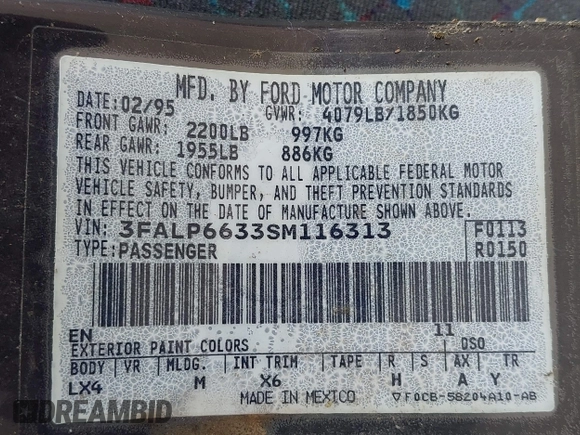 MFD. BY FORD MOTOR COMPANY
DATE: 02/95 GVWR: 4079LB/1850KG
FRONT GAWR: 2200LB 997KG
REAR GAWR: 1955LB 886KG
THIS VEHICLE CONFORMS TO ALL APPLICABLE FEDERAL MOTOR
VEHICLE SAFETY, BUMPER, AND THEFT PREVENTION STANDARDS
IN EFFECT ON THE DATE OF MANUFACTURE SHOWN ABOVE.
VIN: 3FALP6633SM116313 F0113
TYPE: PASSENGER R0150
EN 11
EXTERIOR PAINT COLORS DSO
BODY VR MLDG. INT TRIM TAPE R S AX TR
LX4 M X6 H A Y
MADE IN MEXICO ▽F0CB-58204A10-AB
DREAMBID